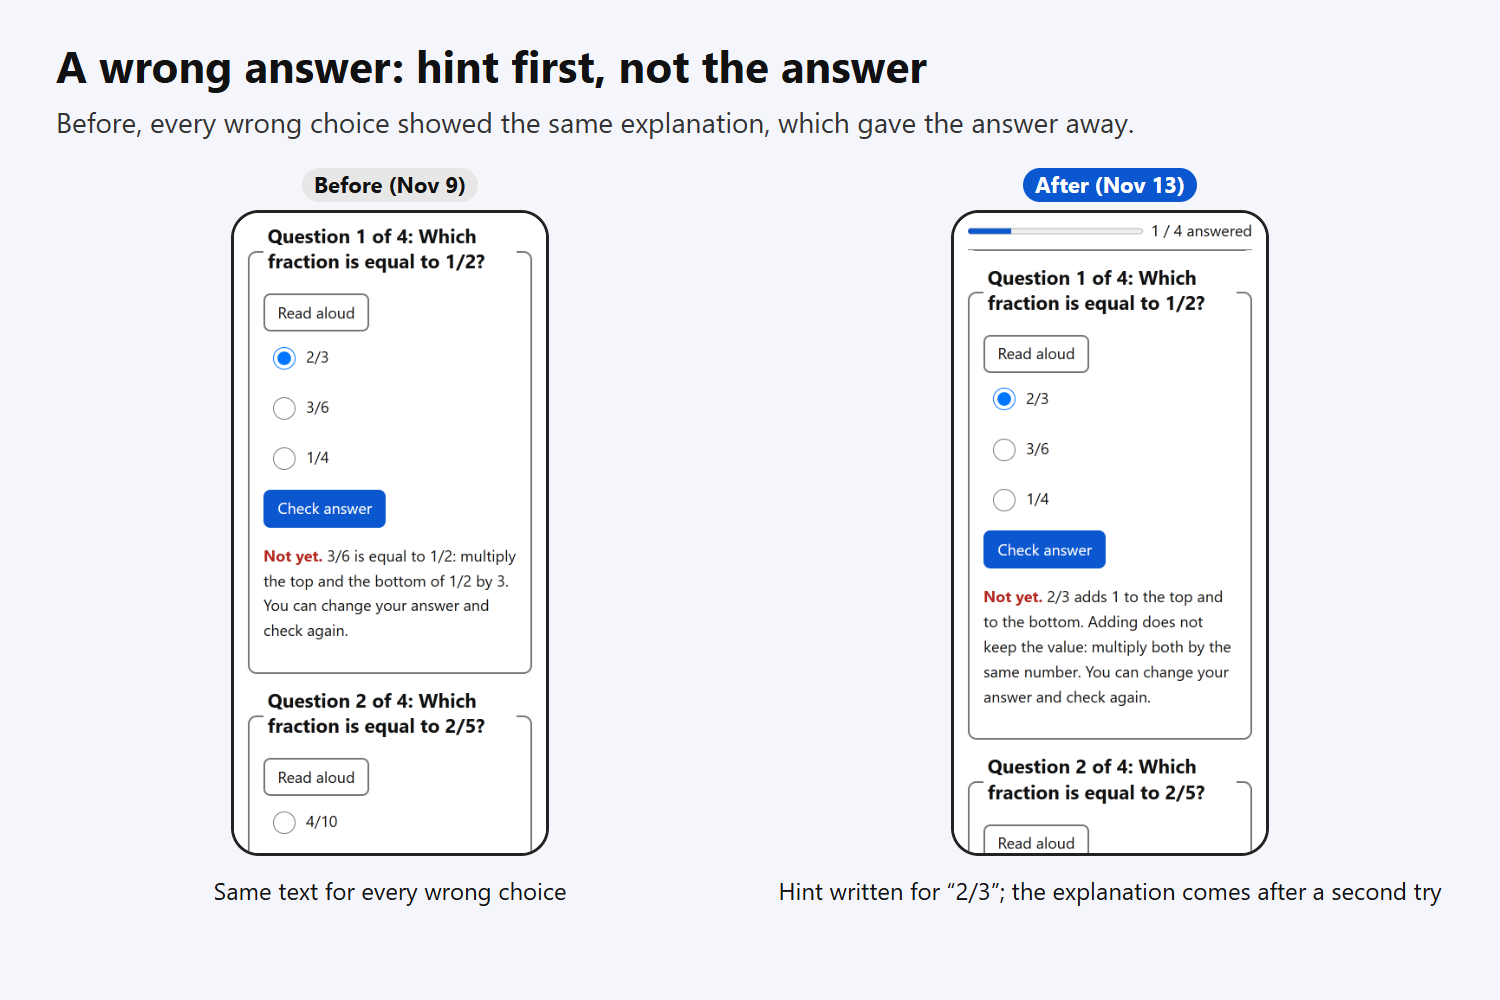 A wrong answer: hint first, not the answer
Before, every wrong choice showed the same explanation, which gave the answer away.
Before (Nov 9)
Question 1 of 4: Which
fraction is equal to 1/2?
Read aloud
2/3
3/6
1/4
Check answer
Not yet. 3/6 is equal to 1/2: multiply
the top and the bottom of 1/2 by 3.
You can change your answer and
check again.
Question 2 of 4: Which
fraction is equal to 2/5?
Read aloud
4/10
Same text for every wrong choice
After (Nov 13)
1 / 4 answered
Question 1 of 4: Which
fraction is equal to 1/2?
Read aloud
2/3
3/6
1/4
Check answer
Not yet. 2/3 adds 1 to the top and
to the bottom. Adding does not
keep the value: multiply both by the
same number. You can change your
answer and check again.
Question 2 of 4: Which
fraction is equal to 2/5?
Read aloud
Hint written for “2/3”; the explanation comes after a second try